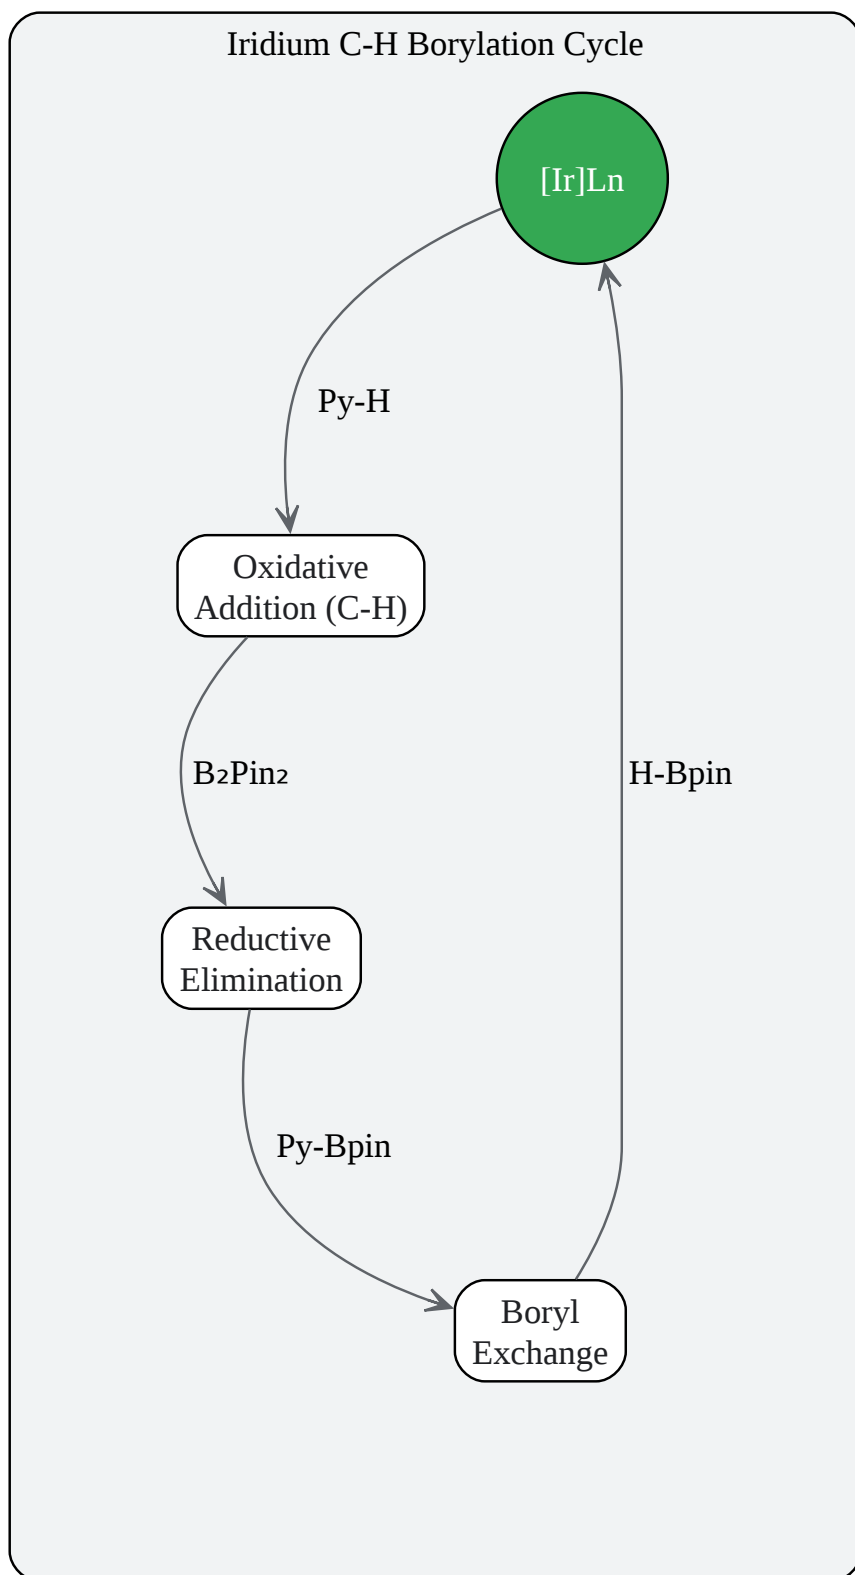 Iridium C-H Borylation Cycle
[Ir]Ln
Py-H
Oxidative
Addition (C-H)
B₂Pin₂
H-Bpin
Reductive
Elimination
Py-Bpin
Boryl
Exchange